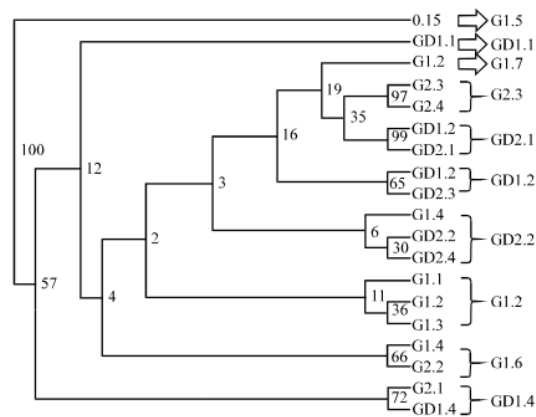 0.15 G1.5
GD1.1 GD1.1
G1.2 G1.7
19
G2.3
97 G2.3
G2.4
35
GD1.2
16 99 GD2.1
GD2.1
100
12
GD1.2
3 65 GD1.2
GD2.3
G1.4
6 GD2.2
2 30 GD2.2
GD2.4
G1.1
57
11 G1.2
4 36 G1.2
G1.3
G1.4
66 G1.6
G2.2
G2.1
72 GD1.4
GD1.4